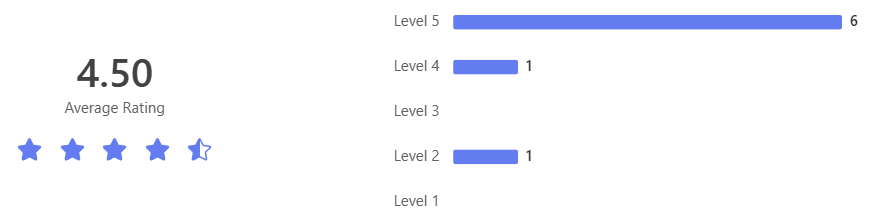 4.50
Average Rating
Level 5 6
Level 4 1
Level 3
Level 2 1
Level 1